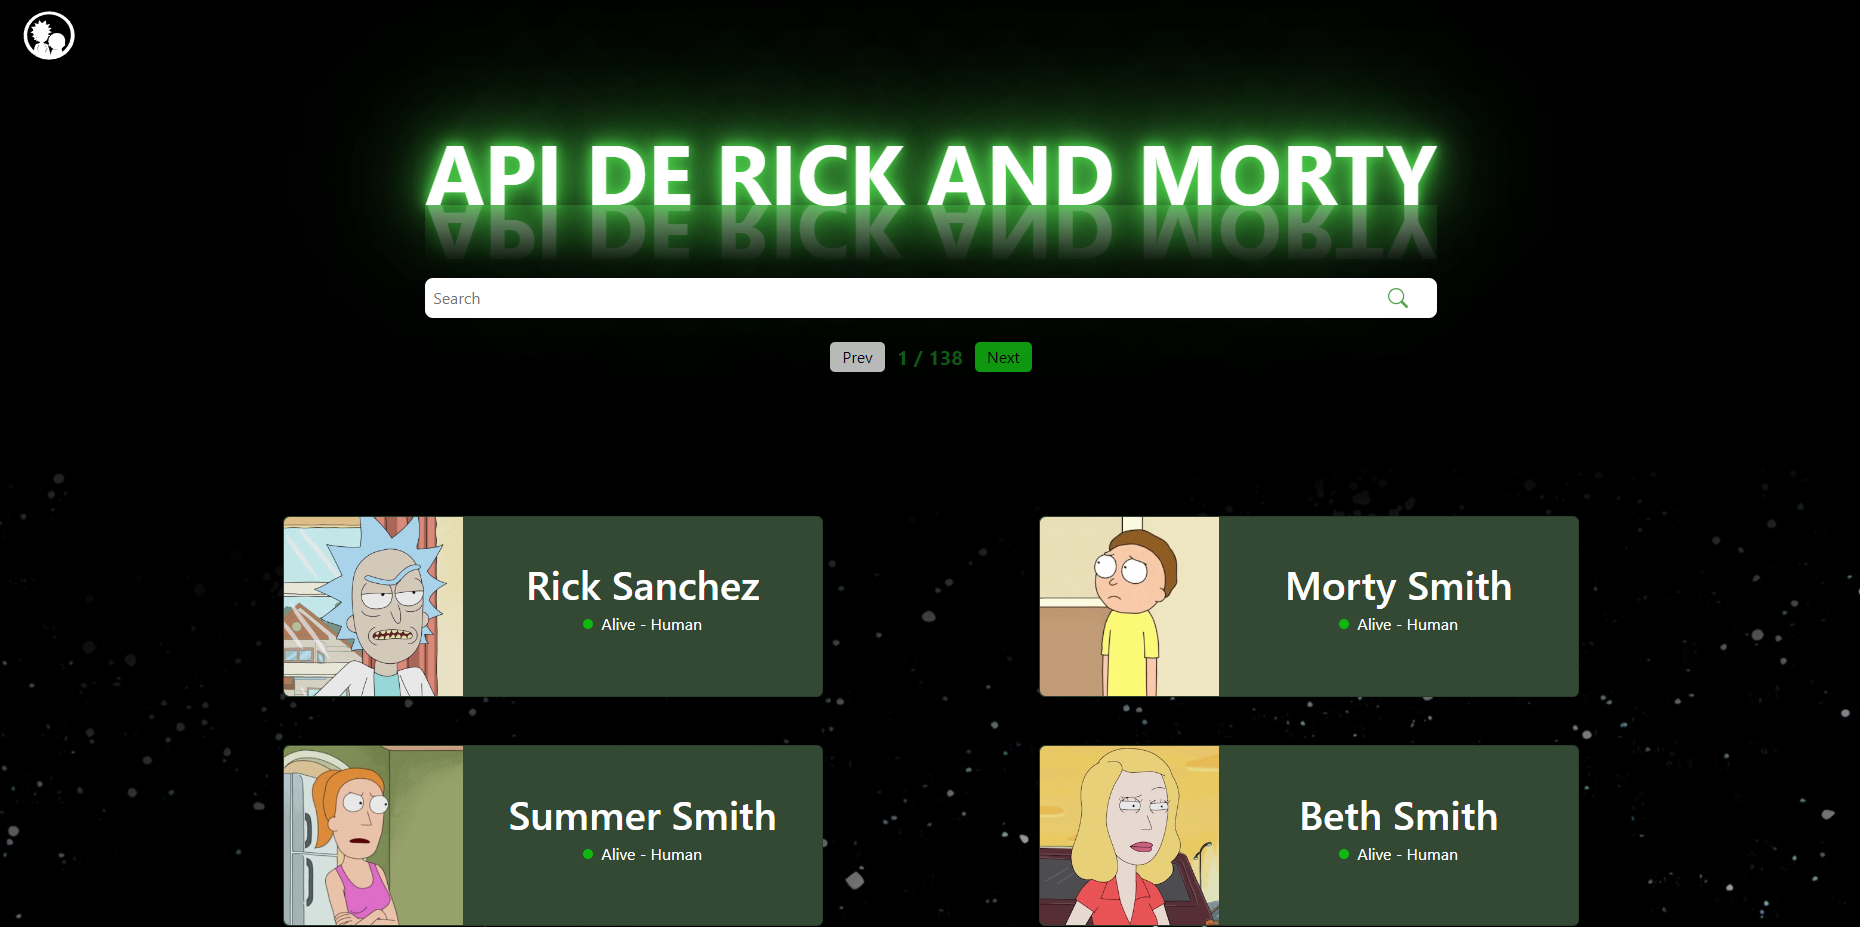 API DE RICK AND MORTY
Search
Prev 1 / 138 Next
Rick Sanchez
Alive - Human
Morty Smith
Alive - Human
Summer Smith
Alive - Human
Beth Smith
Alive - Human